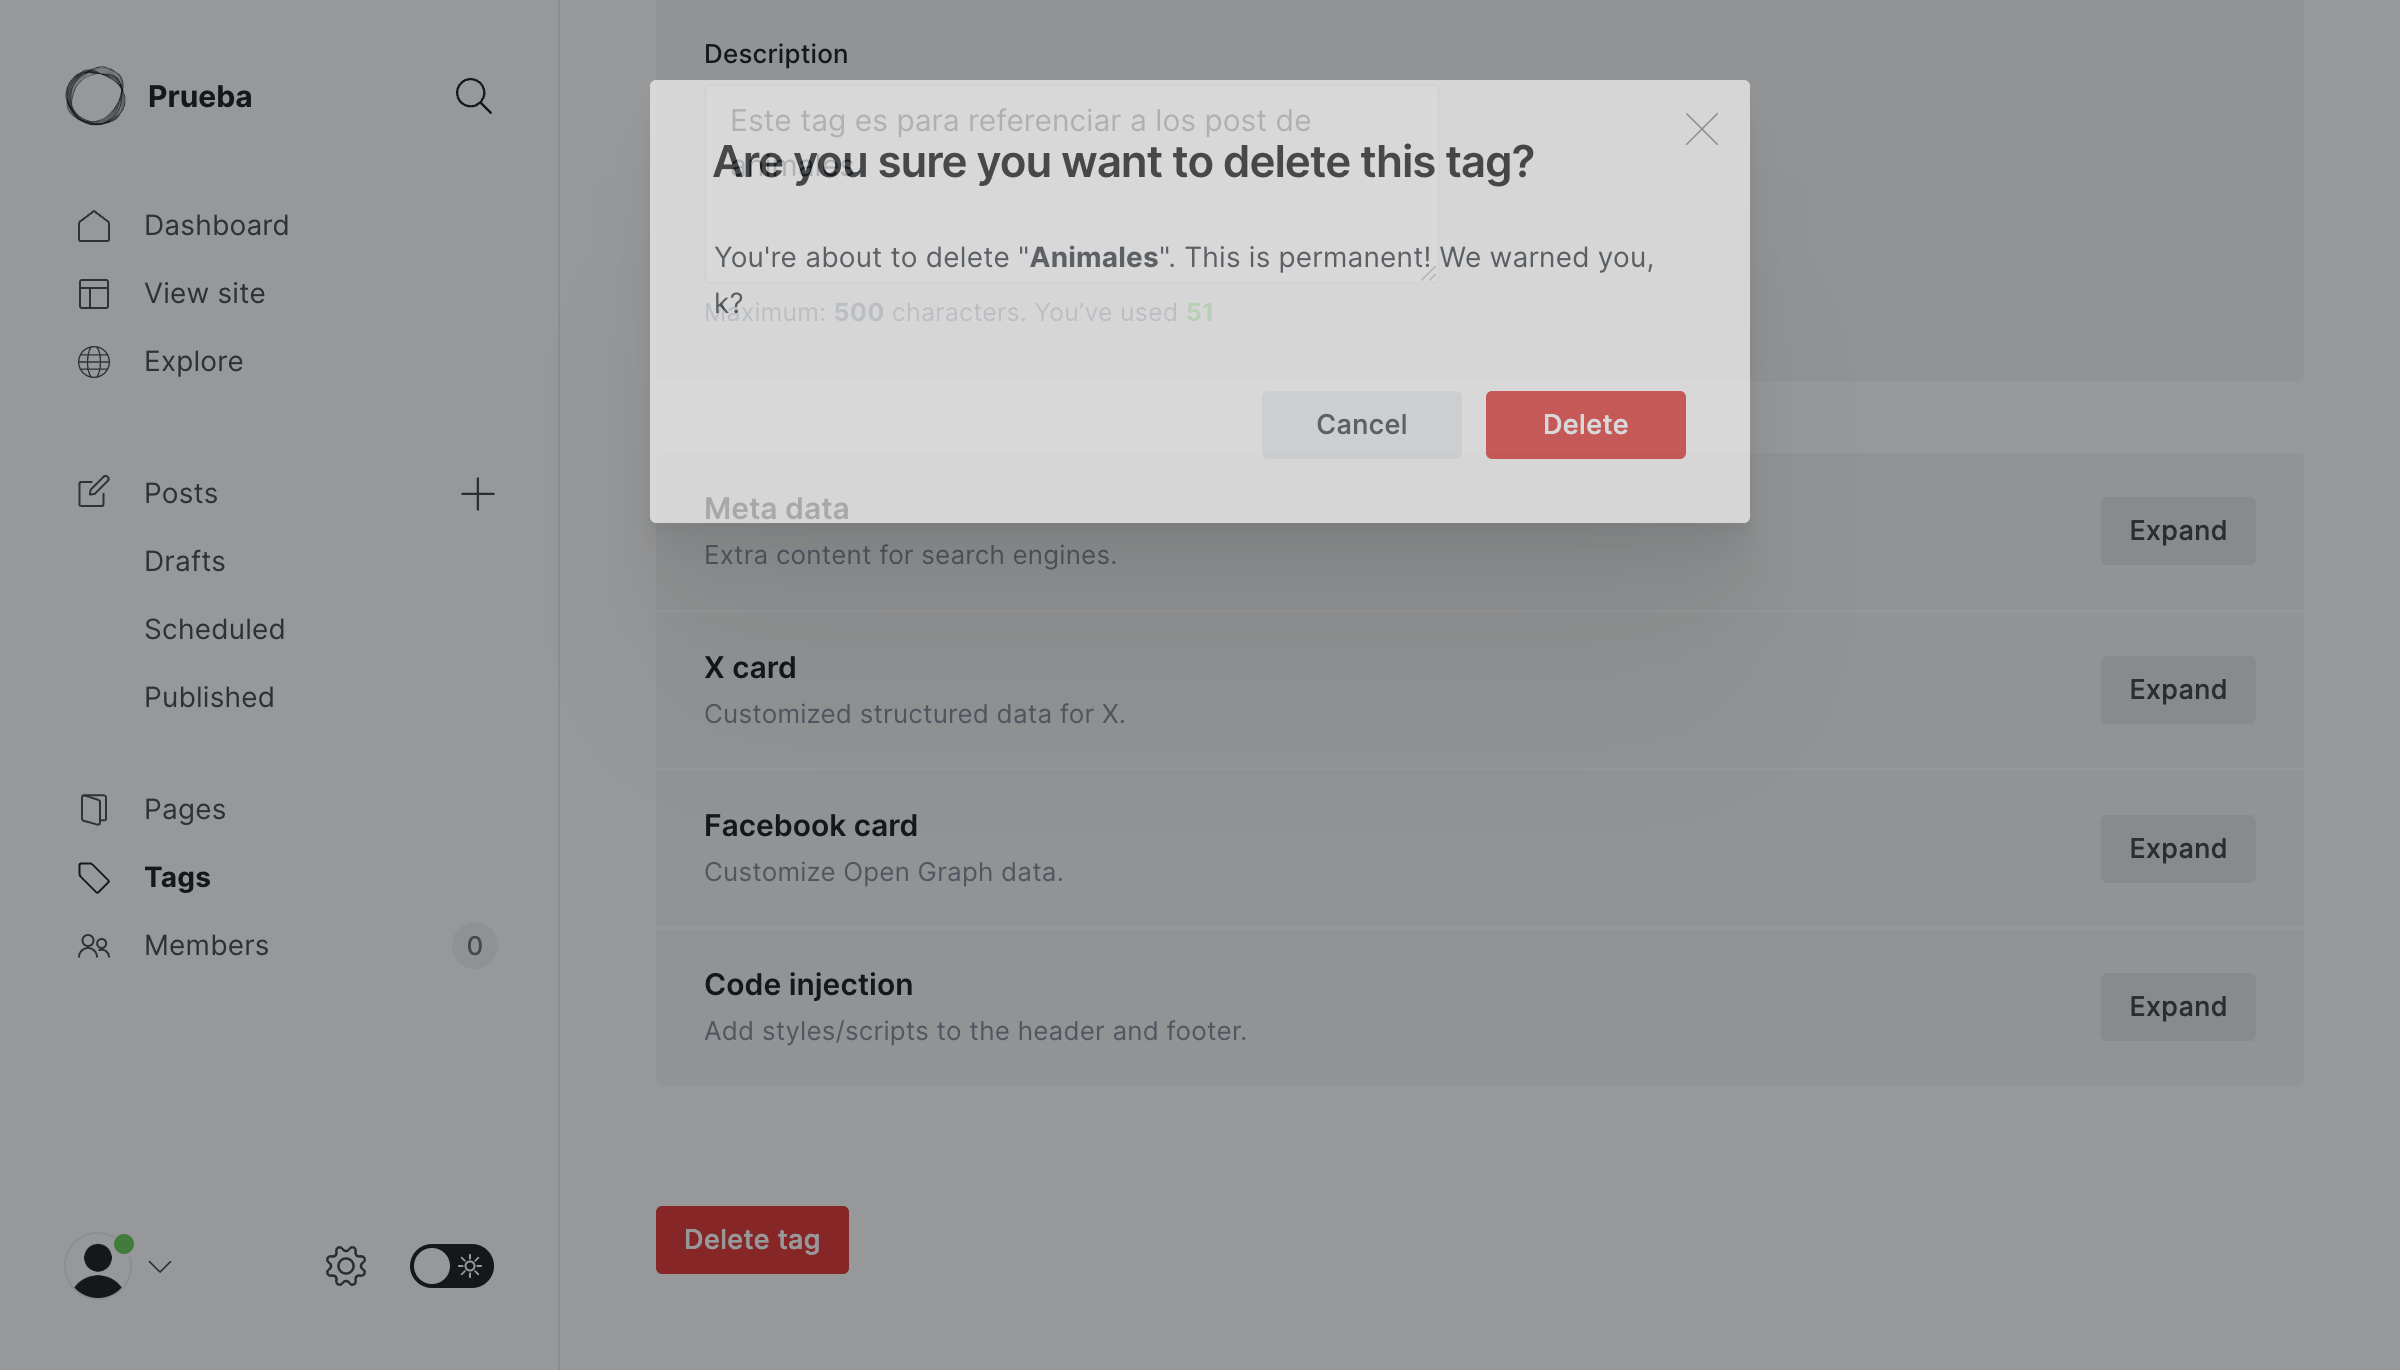 Prueba
Dashboard
View site
Explore
Posts
Drafts
Scheduled
Published
Pages
Tags
Members
0
Description
Este tag es para referenciar a los post de
animales
Maximum: 500 characters. You’ve used 51
Are you sure you want to delete this tag?
You're about to delete "Animales". This is permanent! We warned you,
k?
Cancel
Delete
Meta data
Extra content for search engines.
Expand
X card
Customized structured data for X.
Expand
Facebook card
Customize Open Graph data.
Expand
Code injection
Add styles/scripts to the header and footer.
Expand
Delete tag